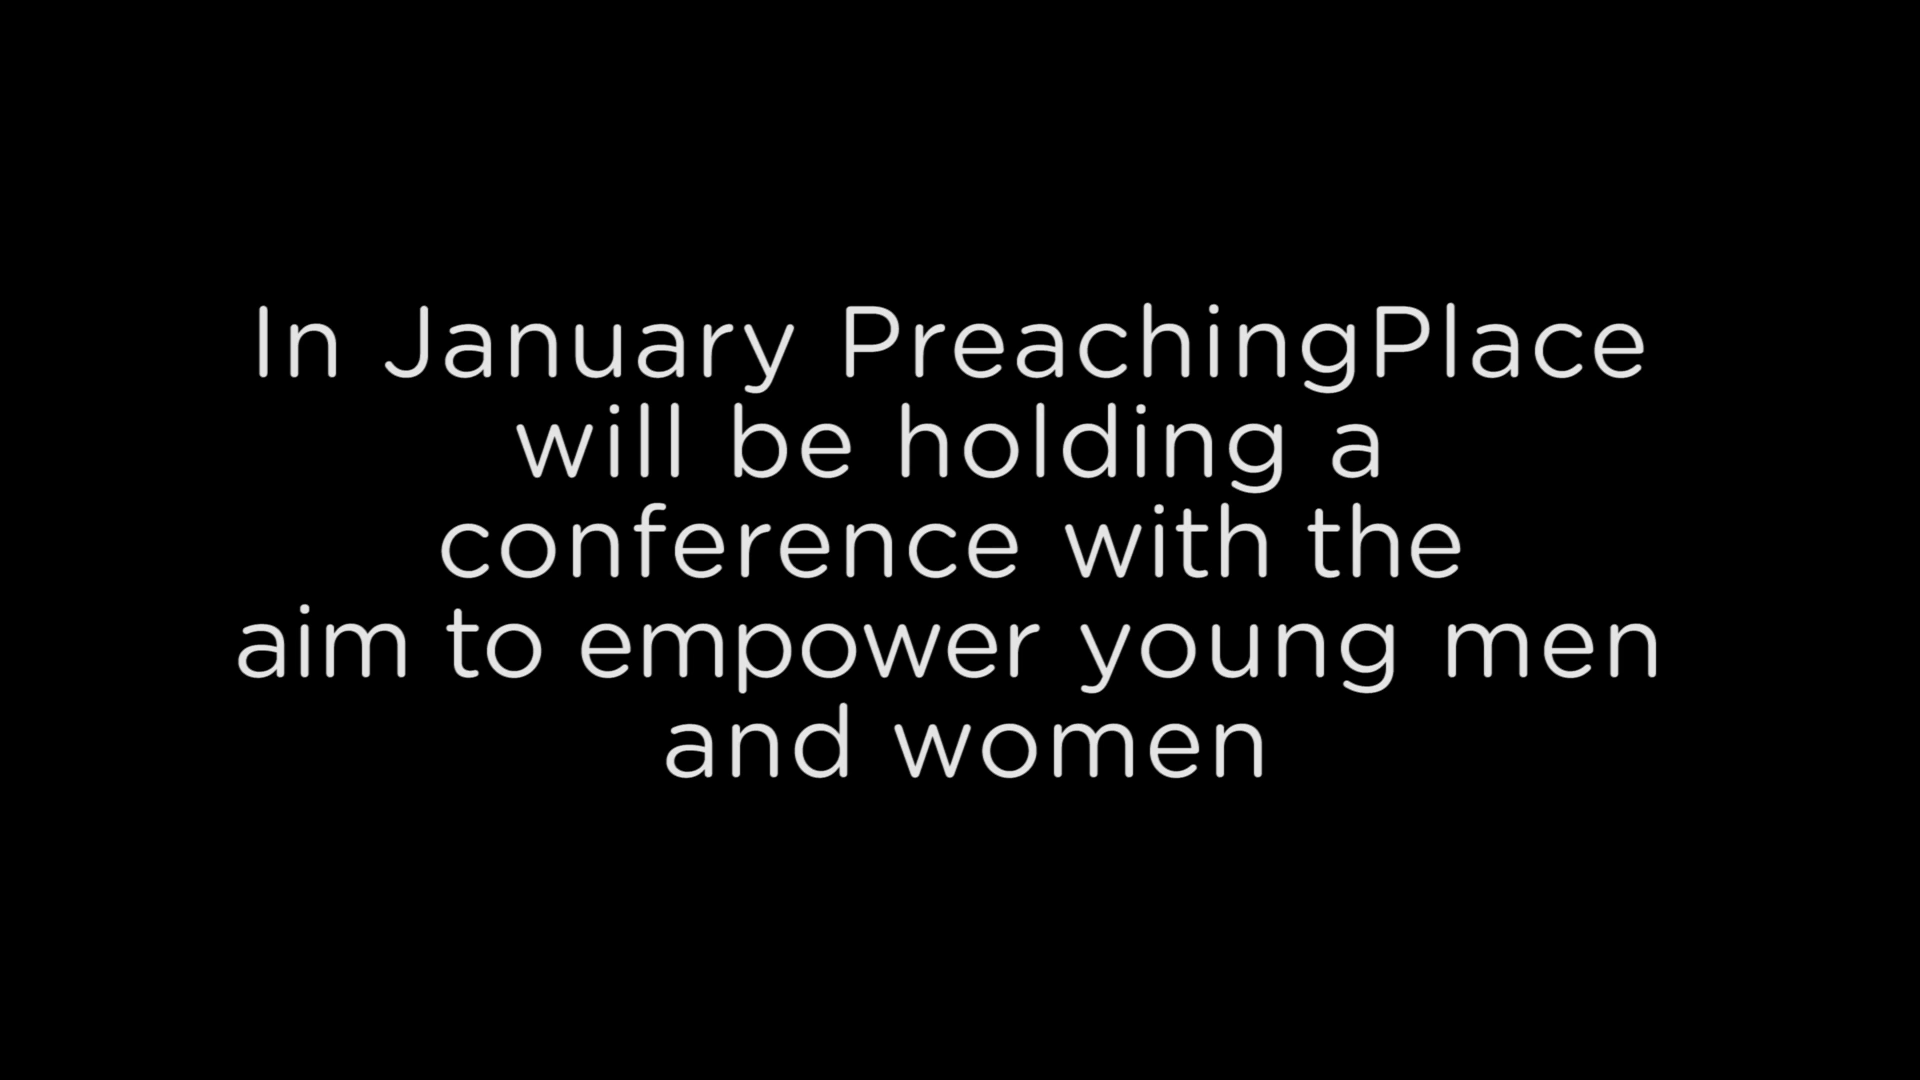 In January PreachingPlace
will be holding a
conference with the
aim to empower young men
and women